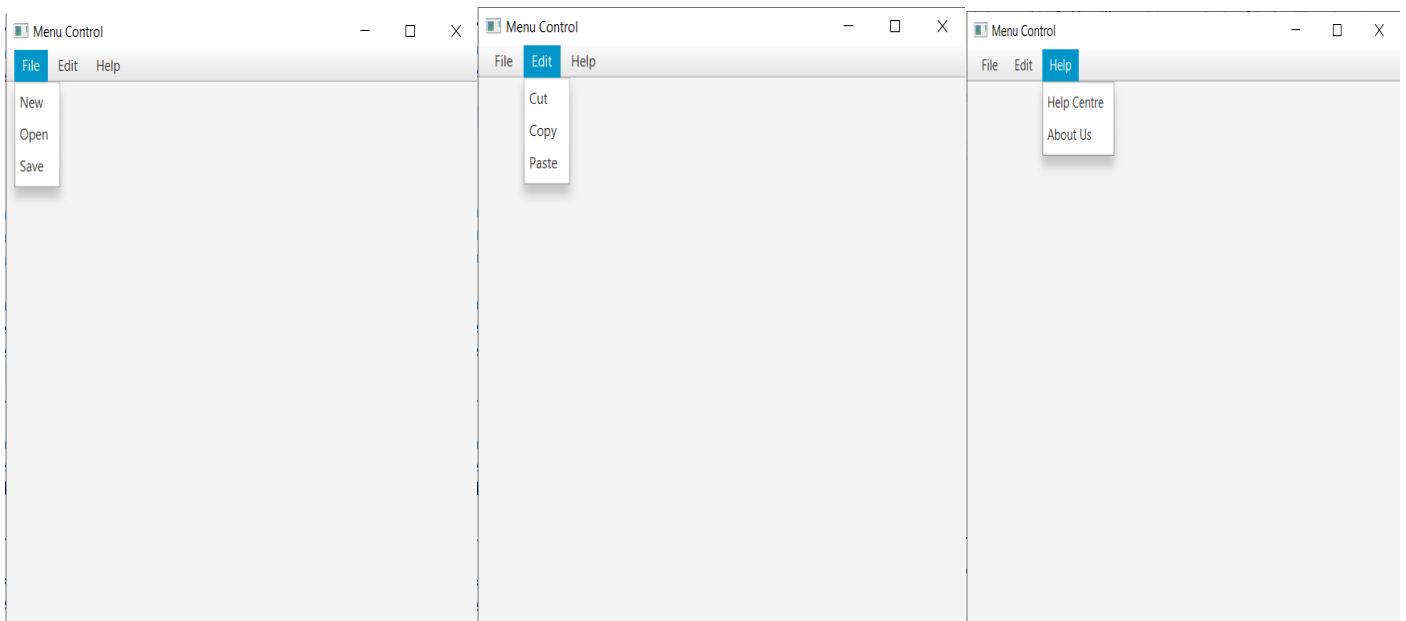 Menu Control
File Edit Help
New
Open
Save
Menu Control
File Edit Help
Cut
Copy
Paste
Menu Control
File Edit Help
Help Centre
About Us